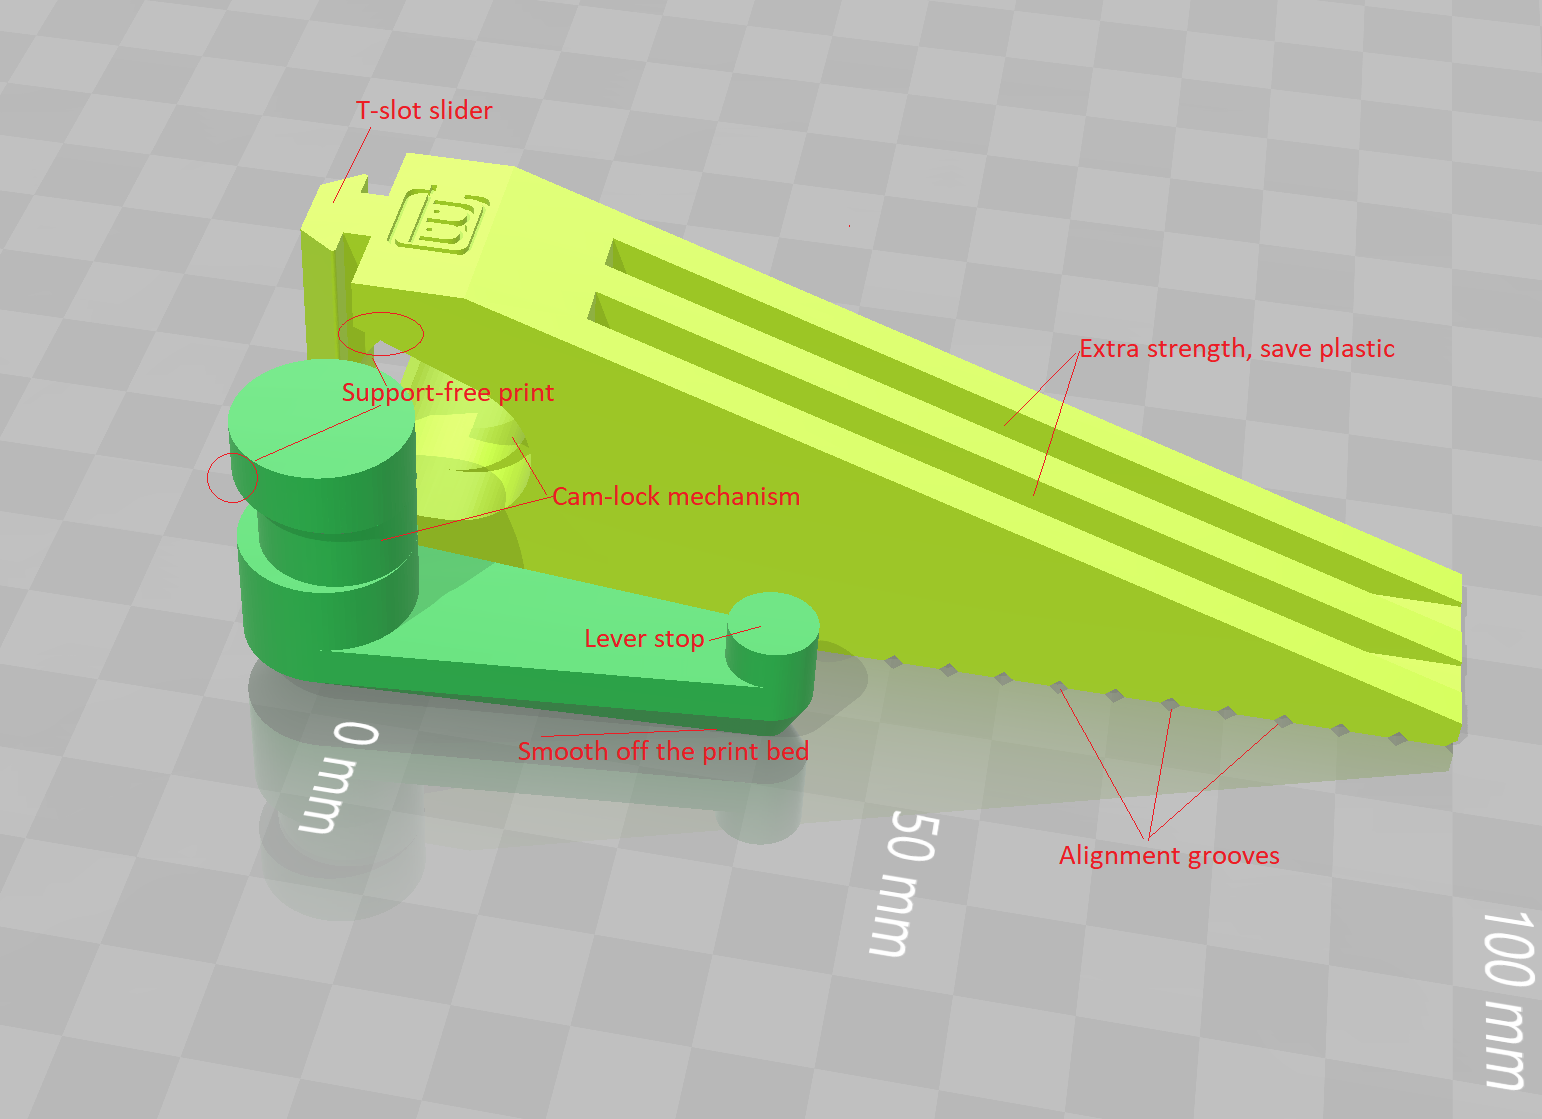 T-slot slider
Extra strength, save plastic
Support-free print
Cam-lock mechanism
Lever stop
Smooth off the print bed
Alignment grooves
0 mm
50 mm
100 mm